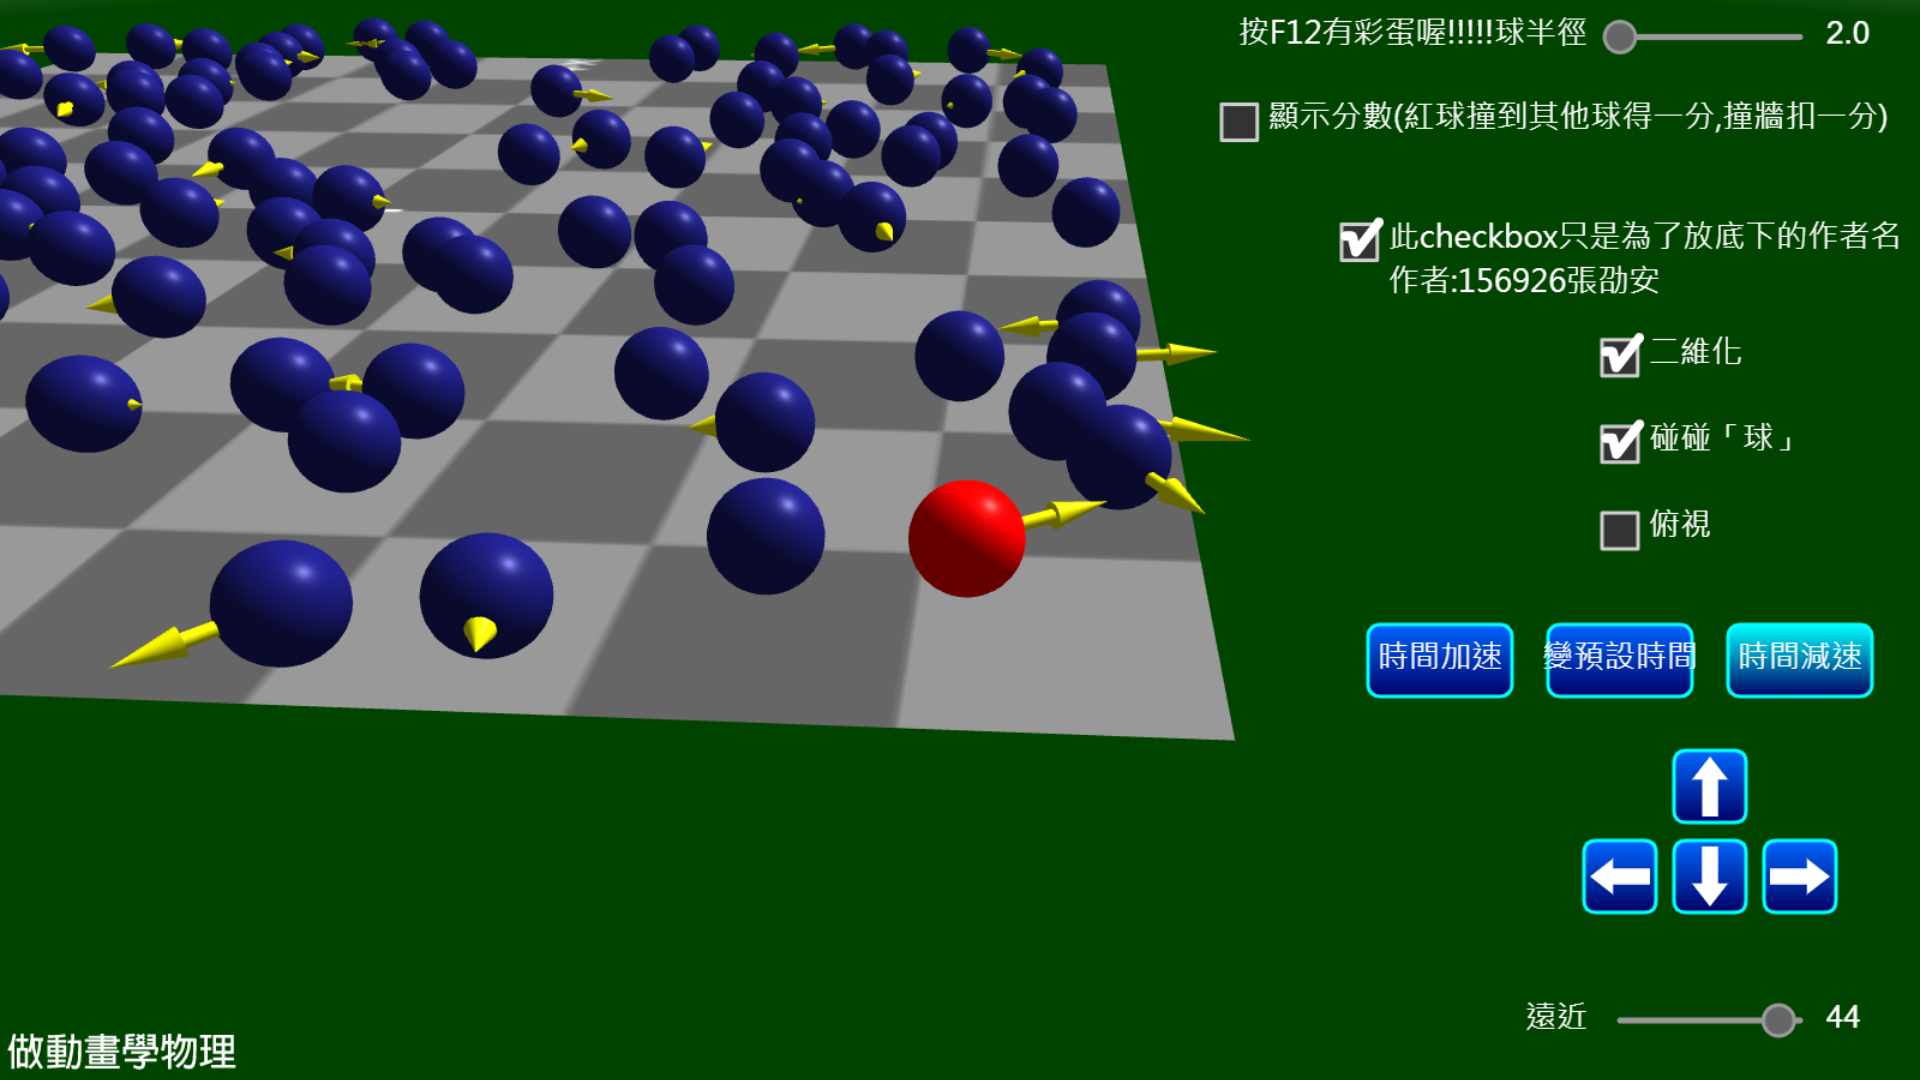 按F12有彩蛋喔!!!!!球半徑 2.0
顯示分數(紅球撞到其他球得一分,撞牆扣一分)
此checkbox只是為了放底下的作者名
作者:156926張劭安
二維化
碰碰「球」
俯視
時間加速 變預設時間 時間減速
遠近 44
做動畫學物理